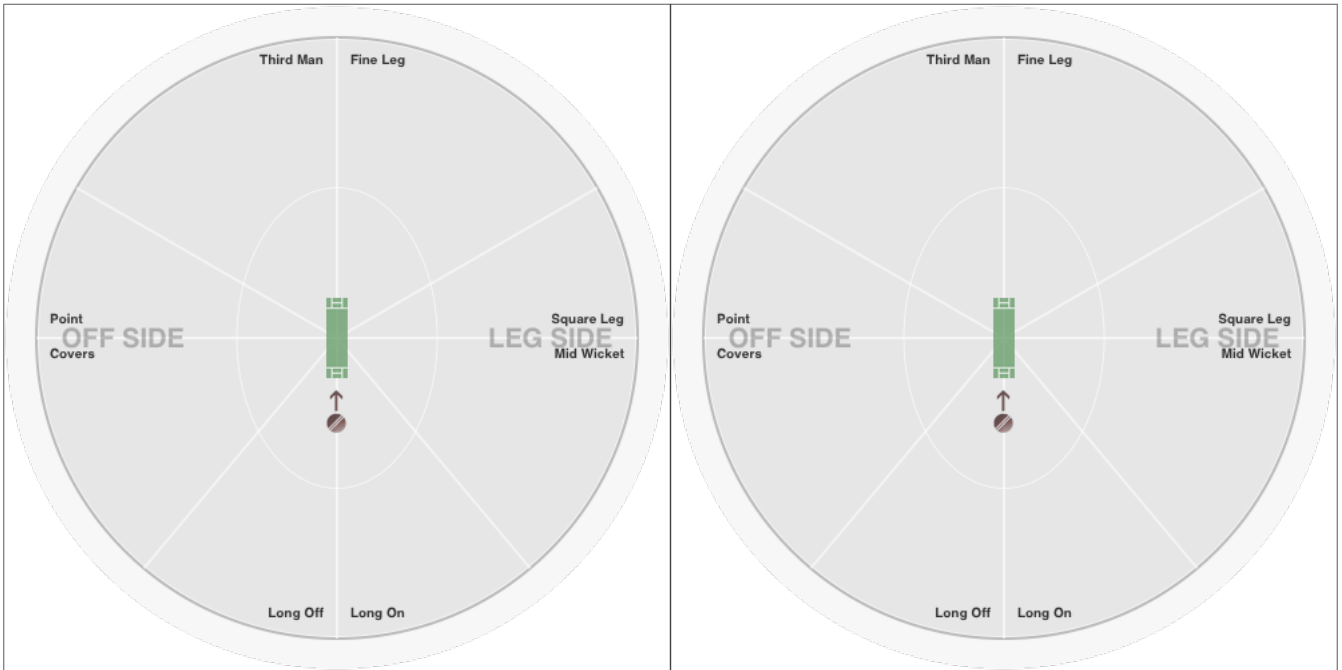 Third Man Fine Leg
Point Square Leg
OFF SIDE LEG SIDE
Covers Mid Wicket
Long Off Long On
Third Man Fine Leg
Point Square Leg
OFF SIDE LEG SIDE
Covers Mid Wicket
Long Off Long On